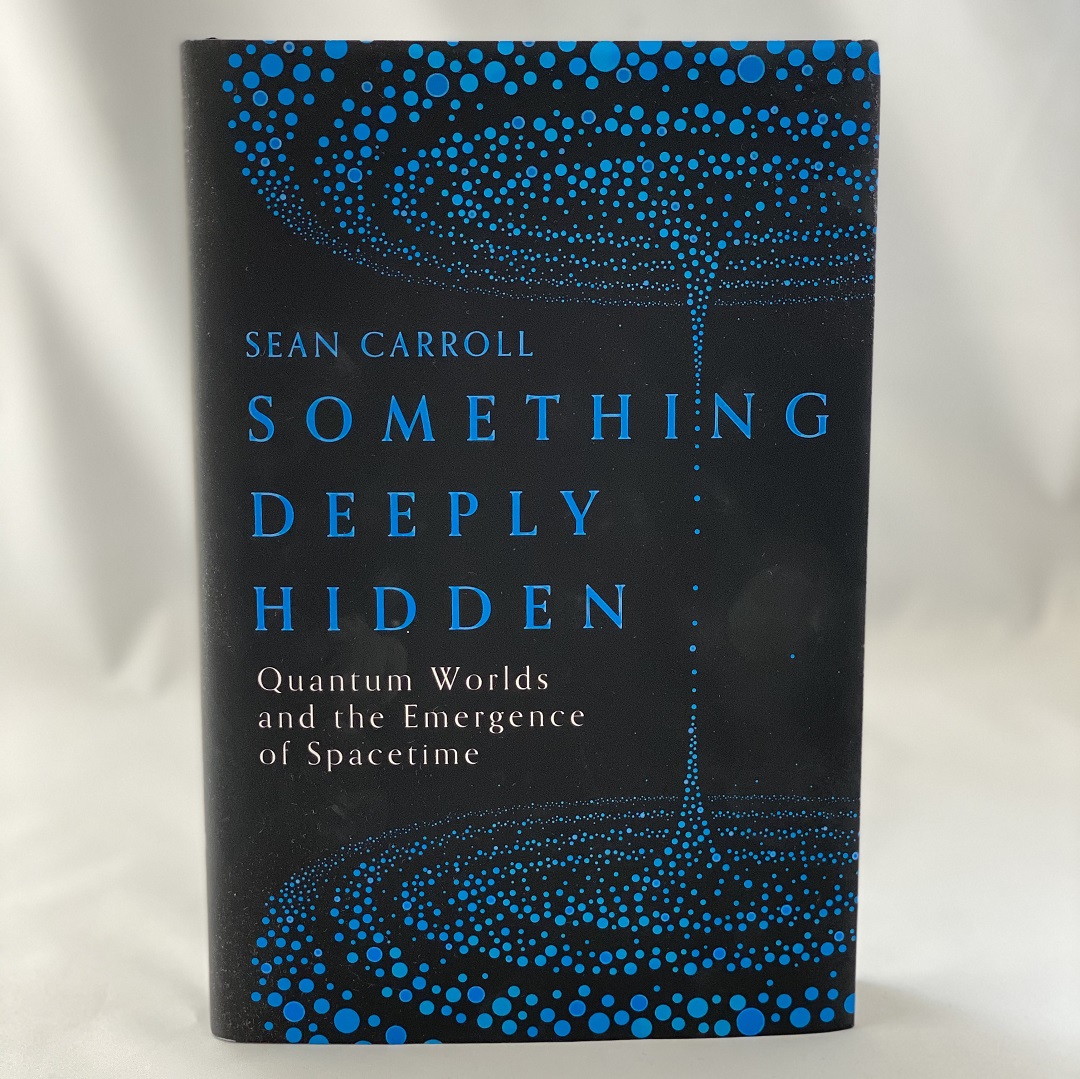 SEAN CARROLL
SOMETHING
DEEPLY
HIDDEN
Quantum Worlds
and the Emergence
of Spacetime